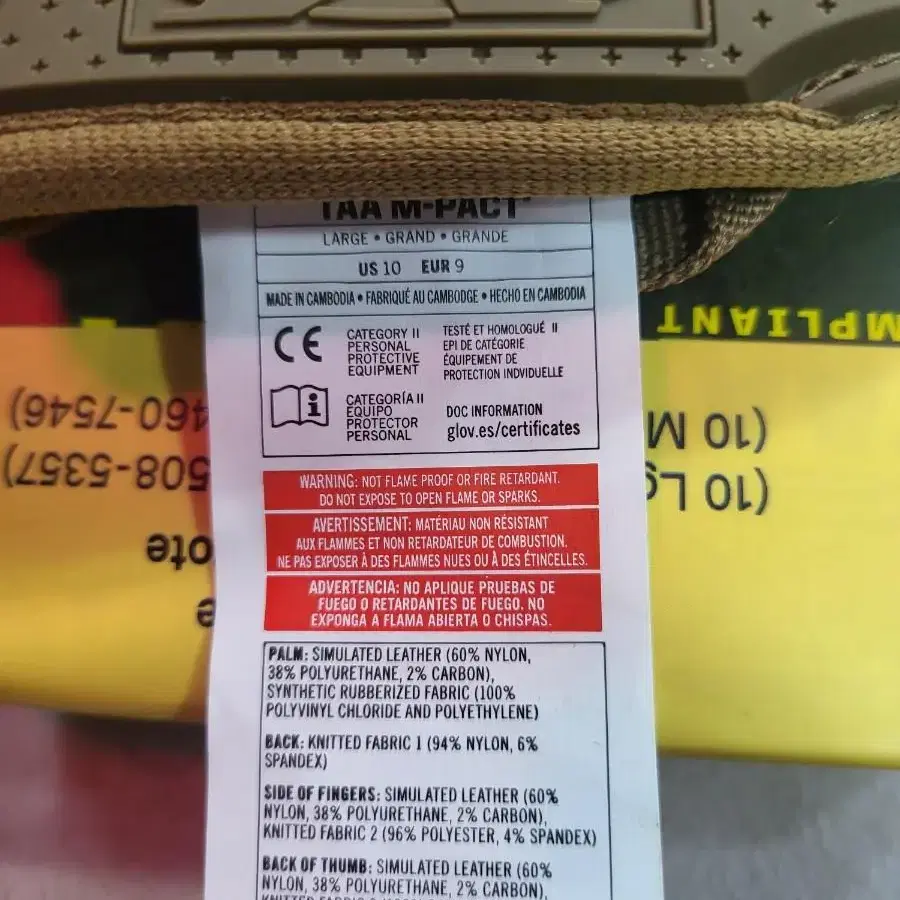 TAA M-PACT
LARGE • GRAND • GRANDE
US 10 EUR 9
MADE IN CAMBODIA • FABRIQUÉ AU CAMBODGE • HECHO EN CAMBODIA
CE
CATEGORY II
PERSONAL
PROTECTIVE
EQUIPMENT
TESTÉ ET HOMOLOGUÉ II
EPI DE CATÉGORIE
ÉQUIPEMENT DE
PROTECTION INDVIDUELLE
CATEGORÍA II
EQUIPO
PROTECTOR
PERSONAL
DOC INFORMATION
glov.es/certificates
WARNING: NOT FLAME PROOF OR FIRE RETARDANT.
DO NOT EXPOSE TO OPEN FLAME OR SPARKS.
AVERTISSEMENT: MATÉRIAU NON RÉSISTANT
AUX FLAMMES ET NON RETARDATEUR DE COMBUSTION.
NE PAS EXPOSER À DES FLAMMES NUES OU À DES ÉTINCELLES.
ADVERTENCIA: NO APLIQUE PRUEBAS DE
FUEGO O RETARDANTES DE FUEGO. NO
EXPONGA A FLAMA ABIERTA O CHISPAS.
PALM: SIMULATED LEATHER (60% NYLON,
38% POLYURETHANE, 2% CARBON),
SYNTHETIC RUBBERIZED FABRIC (100%
POLYVINYL CHLORIDE AND POLYETHYLENE)
BACK: KNITTED FABRIC 1 (94% NYLON, 6%
SPANDEX)
SIDE OF FINGERS: SIMULATED LEATHER (60%
NYLON, 38% POLYURETHANE, 2% CARBON),
KNITTED FABRIC 2 (96% POLYESTER, 4% SPANDEX)
BACK OF THUMB: SIMULATED LEATHER (60%
NYLON, 38% POLYURETHANE, 2% CARBON),
MPLIANT
(10 M
(10 Lg
460-7546)
508-5357)
ote
e